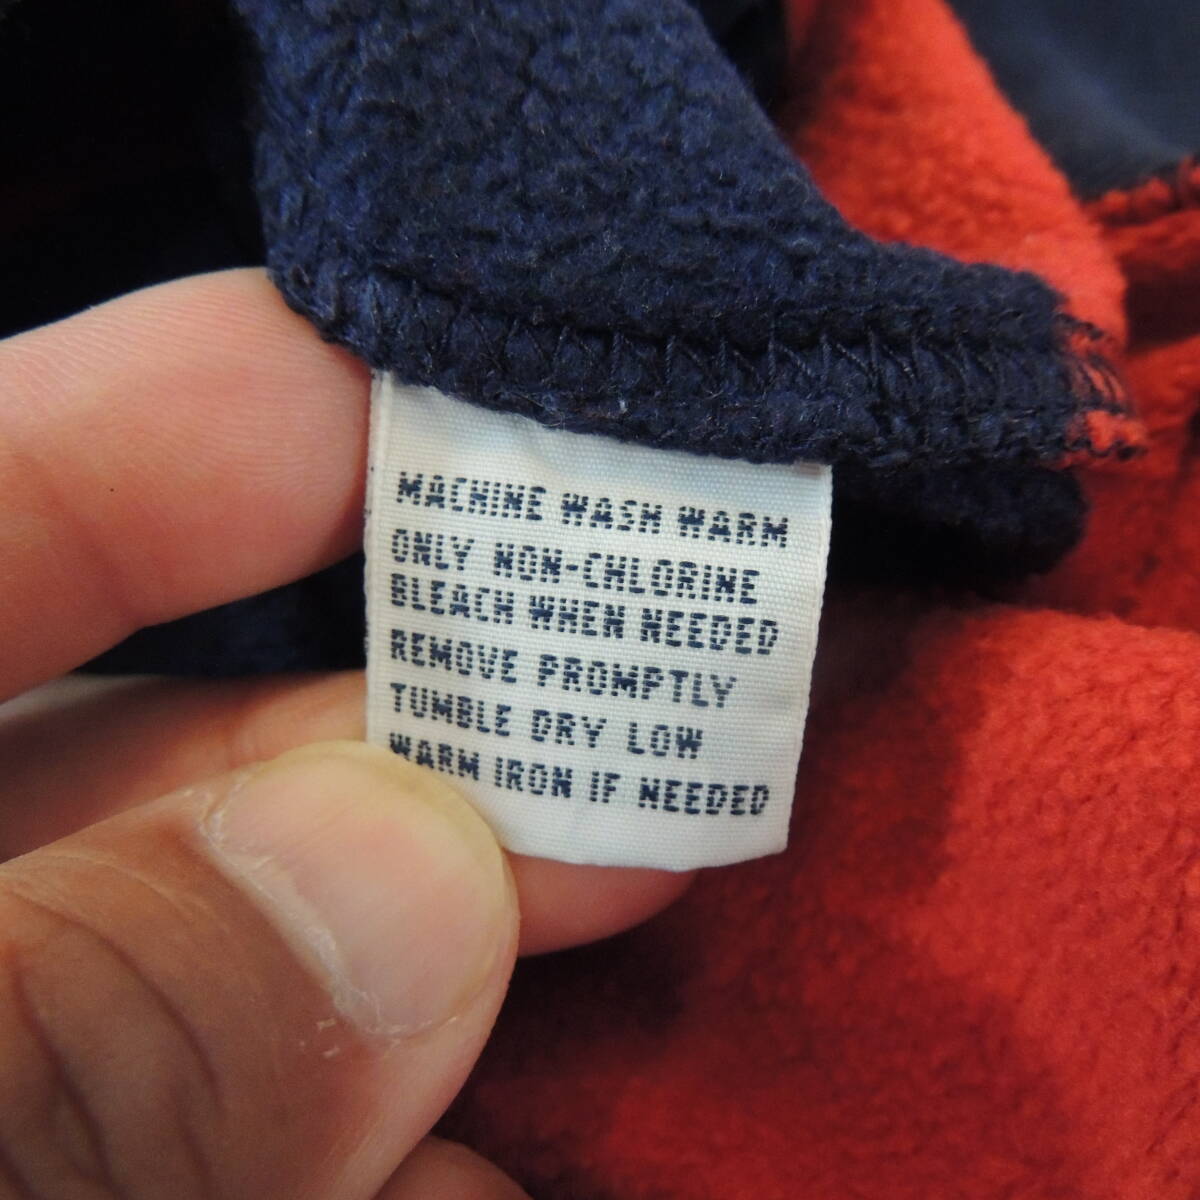 MACHINE WASH WARM
ONLY NON-CHLORINE
BLEACH WHEN NEEDED
REMOVE PROMPTLY
TUMBLE DRY LOW
WARM IRON IF NEEDED